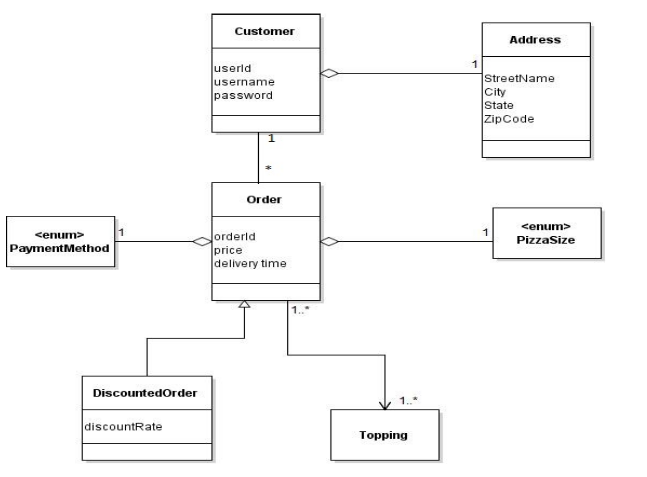 Customer
userId
username
password
1
Address
StreetName
City
State
ZipCode
1
*
Order
orderId
price
delivery time
<enum>
PaymentMethod
1
1
<enum>
PizzaSize
1..*
DiscountedOrder
discountRate
1..*
Topping